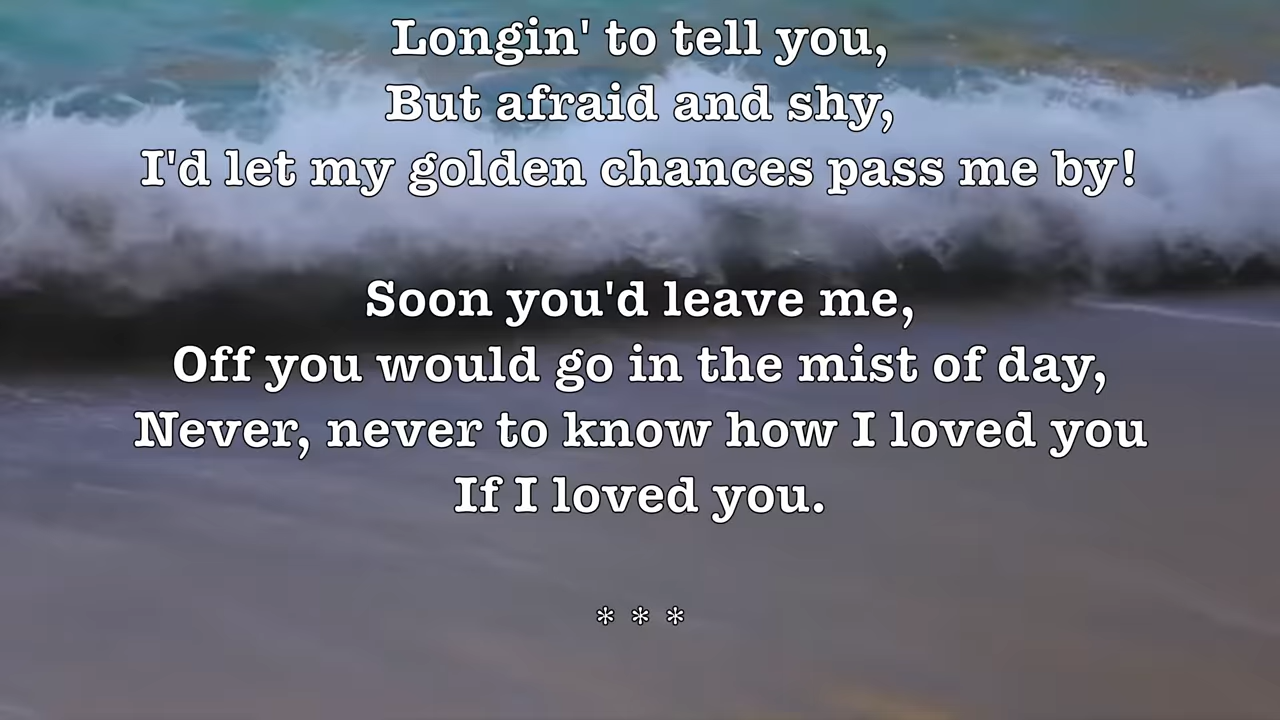 Longin' to tell you,
But afraid and shy,
I'd let my golden chances pass me by!
Soon you'd leave me,
Off you would go in the mist of day,
Never, never to know how I loved you
If I loved you.
* * *